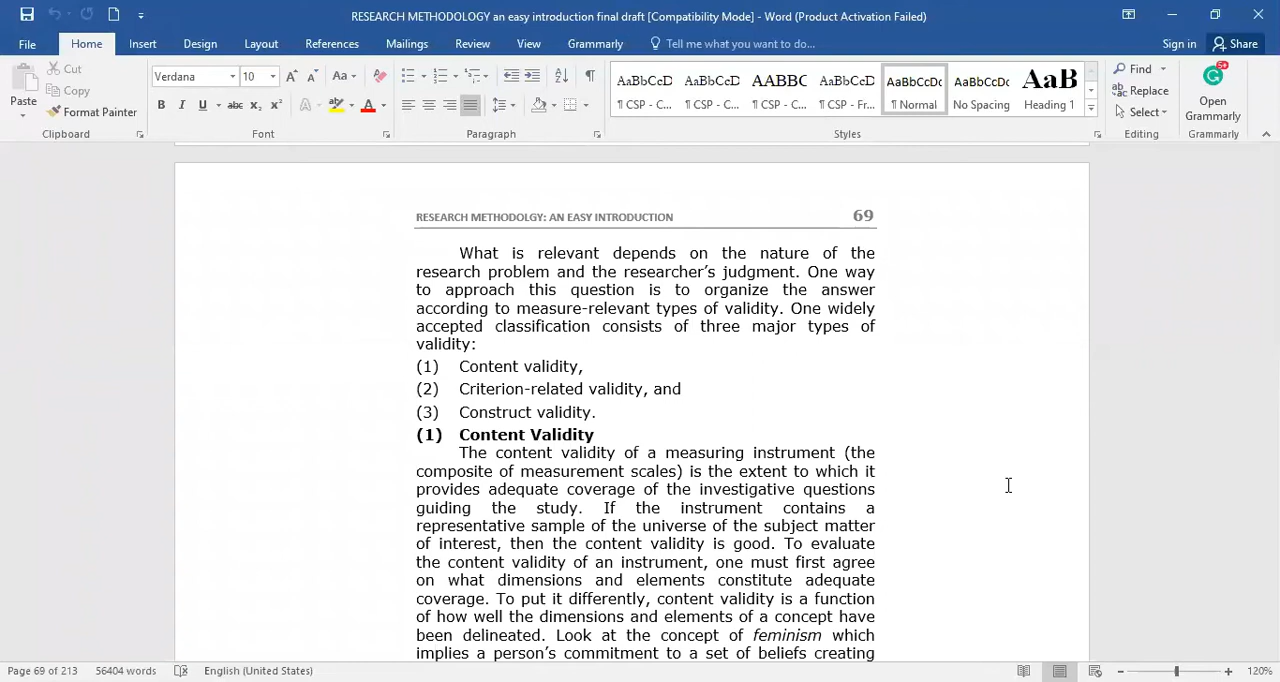 RESEARCH METHODOLOGY an easy introduction final draft [Compatibility Mode] - Word (Product Activation Failed)
File Home Insert Design Layout References Mailings Review View Grammarly Tell me what you want to do... Sign in Share
Paste Cut Copy Format Painter
Clipboard
Verdana 10 Aa
B I U abc x₂ x² A ab A
Font
Paragraph
AaBbCcD AaBbCcD AABBC AaBbCcD AaBbCcDc AaBbCcDc AaB
¶ CSP - C... ¶ CSP - C... ¶ CSP - C... ¶ CSP - Fr... ¶ Normal No Spacing Heading 1
Styles
Find
Replace
Select
Editing
5+
Open
Grammarly
Grammarly
RESEARCH METHODOLGY: AN EASY INTRODUCTION 69
What is relevant depends on the nature of the
research problem and the researcher’s judgment. One way
to approach this question is to organize the answer
according to measure-relevant types of validity. One widely
accepted classification consists of three major types of
validity:
(1) Content validity,
(2) Criterion-related validity, and
(3) Construct validity.
(1) Content Validity
The content validity of a measuring instrument (the
composite of measurement scales) is the extent to which it
provides adequate coverage of the investigative questions
guiding the study. If the instrument contains a
representative sample of the universe of the subject matter
of interest, then the content validity is good. To evaluate
the content validity of an instrument, one must first agree
on what dimensions and elements constitute adequate
coverage. To put it differently, content validity is a function
of how well the dimensions and elements of a concept have
been delineated. Look at the concept of feminism which
implies a person’s commitment to a set of beliefs creating
Page 69 of 213 56404 words English (United States) 120%